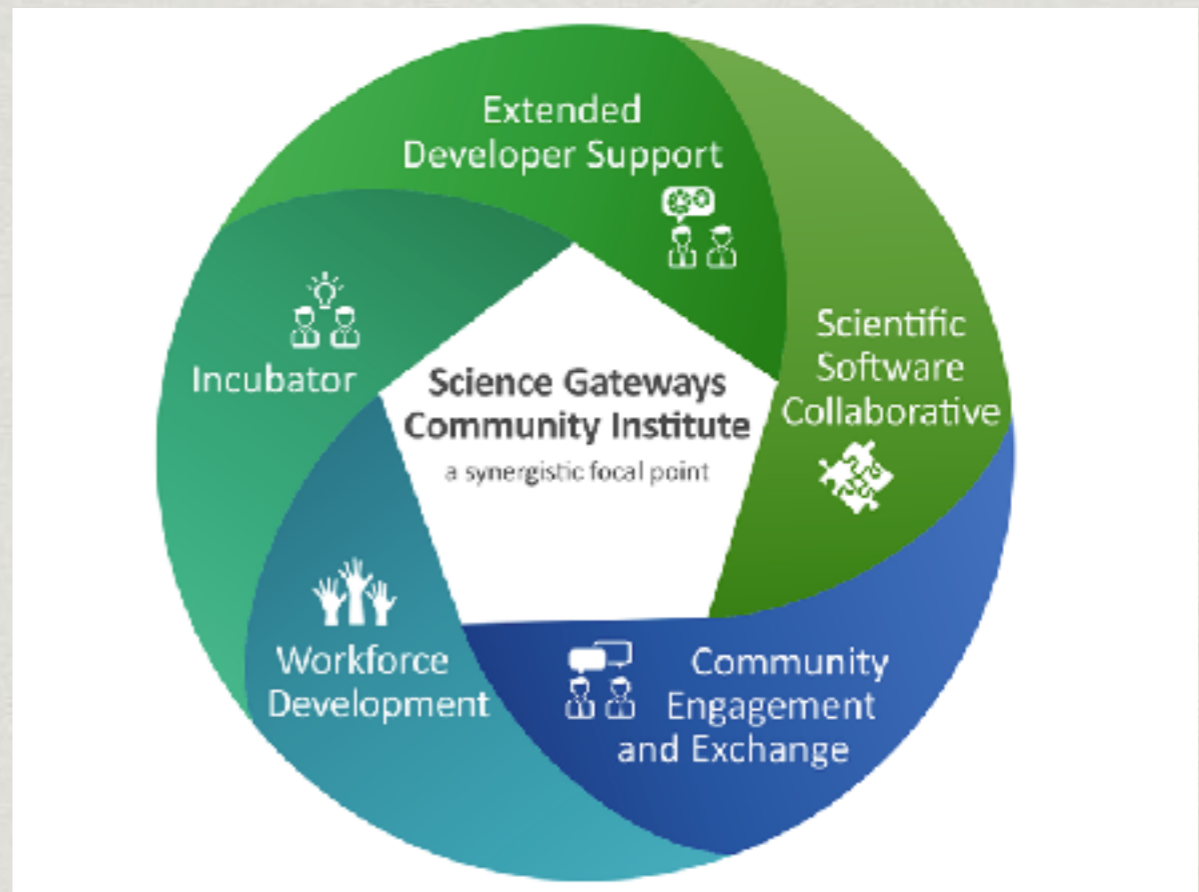 Extended
Developer Support
Scientific
Software
Collaborative
Incubator
Science Gateways
Community Institute
a synergistic focal point
Workforce
Development
Community
Engagement
and Exchange